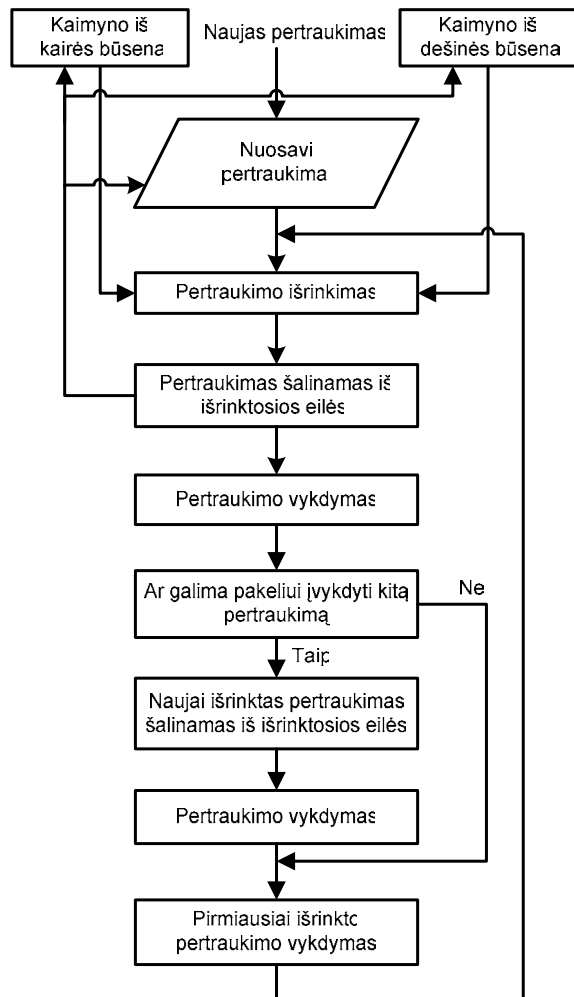 Kaimyno iš
kairės būsena
Naujas pertraukimas
Kaimyno iš
dešinės būsena
Nuosavi
pertraukima
Pertraukimo išrinkimas
Pertraukimas šalinamas iš
išrinktosios eilės
Pertraukimo vykdymas
Ar galima pakeliui įvykdyti kitą
pertraukimą
Ne
Taip
Naujai išrinktas pertraukimas
šalinamas iš išrinktosios eilės
Pertraukimo vykdymas
Pirmiausiai išrinkto
pertraukimo vykdymas